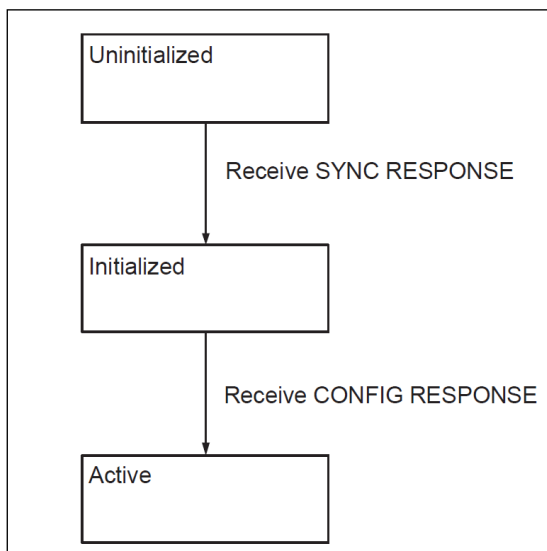 Uninitialized
Receive SYNC RESPONSE
Initialized
Receive CONFIG RESPONSE
Active